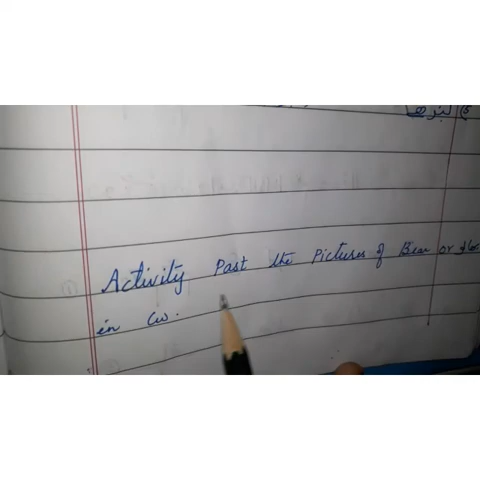 Activity Past the Pictures of Bear or
in Cw.